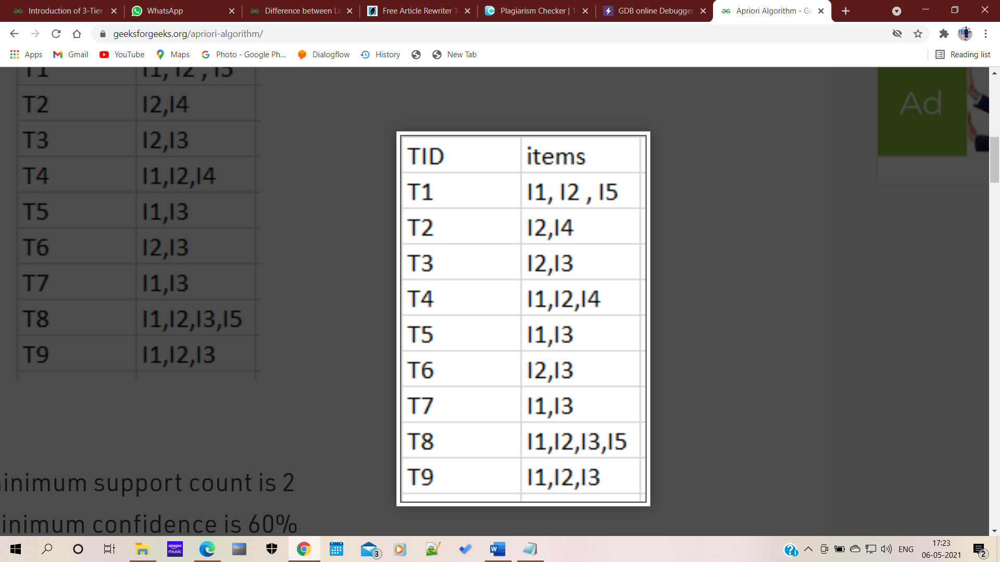 Introduction of 3-Tier
WhatsApp
Difference between Li
Free Article Rewriter T
Plagiarism Checker | 1
GDB online Debugger
Apriori Algorithm - Ge
geeksforgeeks.org/apriori-algorithm/
Apps
Gmail
YouTube
Maps
Photo - Google Ph...
Dialogflow
History
New Tab
Reading list
T1 I1, I2 , I5
T2 I2,I4
T3 I2,I3
T4 I1,I2,I4
T5 I1,I3
T6 I2,I3
T7 I1,I3
T8 I1,I2,I3,I5
T9 I1,I2,I3
inimum support count is 2
inimum confidence is 60%
TID items
T1 I1, I2 , I5
T2 I2,I4
T3 I2,I3
T4 I1,I2,I4
T5 I1,I3
T6 I2,I3
T7 I1,I3
T8 I1,I2,I3,I5
T9 I1,I2,I3
Ad
amazon
music
SQL>
3
W
ENG
17:23
06-05-2021
2